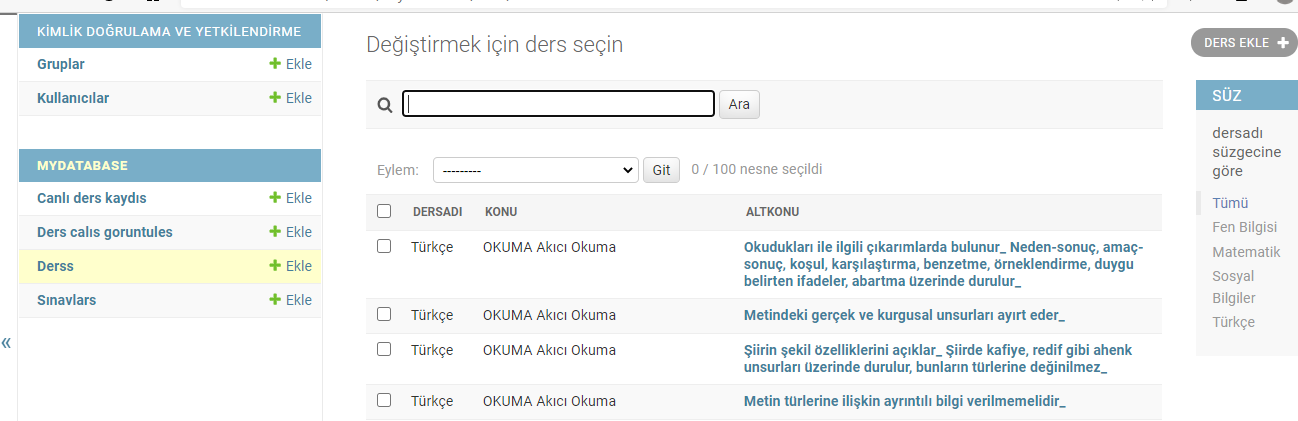 KİMLİK DOĞRULAMA VE YETKİLENDİRME
Gruplar + Ekle
Kullanıcılar + Ekle
MYDATABASE
Canlı ders kaydıs + Ekle
Ders calıs goruntules + Ekle
Derss + Ekle
Sınavlars + Ekle
«
Değiştirmek için ders seçin
DERS EKLE +
Ara
Eylem: --------- Git 0 / 100 nesne seçildi
DERSADI KONU ALTKONU
Türkçe OKUMA Akıcı Okuma Okudukları ile ilgili çıkarımlarda bulunur_ Neden-sonuç, amaç-
sonuç, koşul, karşılaştırma, benzetme, örneklendirme, duygu
belirten ifadeler, abartma üzerinde durulur_
Türkçe OKUMA Akıcı Okuma Metindeki gerçek ve kurgusal unsurları ayırt eder_
Türkçe OKUMA Akıcı Okuma Şiirin şekil özelliklerini açıklar_ Şiirde kafiye, redif gibi ahenk
unsurları üzerinde durulur, bunların türlerine değinilmez_
Türkçe OKUMA Akıcı Okuma Metin türlerine ilişkin ayrıntılı bilgi verilmemelidir_
SÜZ
dersadı
süzgecine
göre
Tümü
Fen Bilgisi
Matematik
Sosyal
Bilgiler
Türkçe